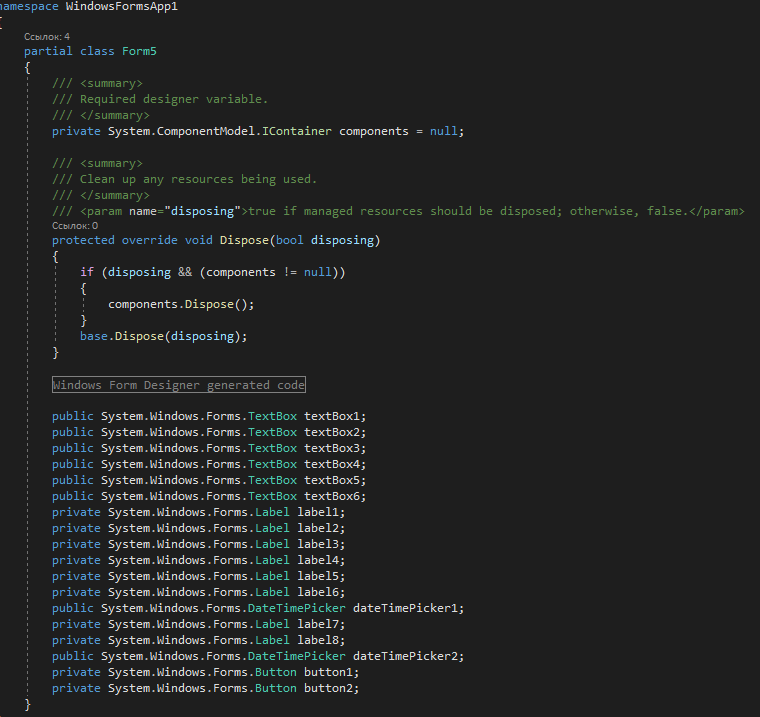 namespace WindowsFormsApp1
{
Ссылок: 4
partial class Form5
{
/// <summary>
/// Required designer variable.
/// </summary>
private System.ComponentModel.IContainer components = null;
/// <summary>
/// Clean up any resources being used.
/// </summary>
/// <param name="disposing">true if managed resources should be disposed; otherwise, false.</param>
Ссылок: 0
protected override void Dispose(bool disposing)
{
if (disposing && (components != null))
{
components.Dispose();
}
base.Dispose(disposing);
}
Windows Form Designer generated code
public System.Windows.Forms.TextBox textBox1;
public System.Windows.Forms.TextBox textBox2;
public System.Windows.Forms.TextBox textBox3;
public System.Windows.Forms.TextBox textBox4;
public System.Windows.Forms.TextBox textBox5;
public System.Windows.Forms.TextBox textBox6;
private System.Windows.Forms.Label label1;
private System.Windows.Forms.Label label2;
private System.Windows.Forms.Label label3;
private System.Windows.Forms.Label label4;
private System.Windows.Forms.Label label5;
private System.Windows.Forms.Label label6;
public System.Windows.Forms.DateTimePicker dateTimePicker1;
private System.Windows.Forms.Label label7;
private System.Windows.Forms.Label label8;
public System.Windows.Forms.DateTimePicker dateTimePicker2;
private System.Windows.Forms.Button button1;
private System.Windows.Forms.Button button2;
}